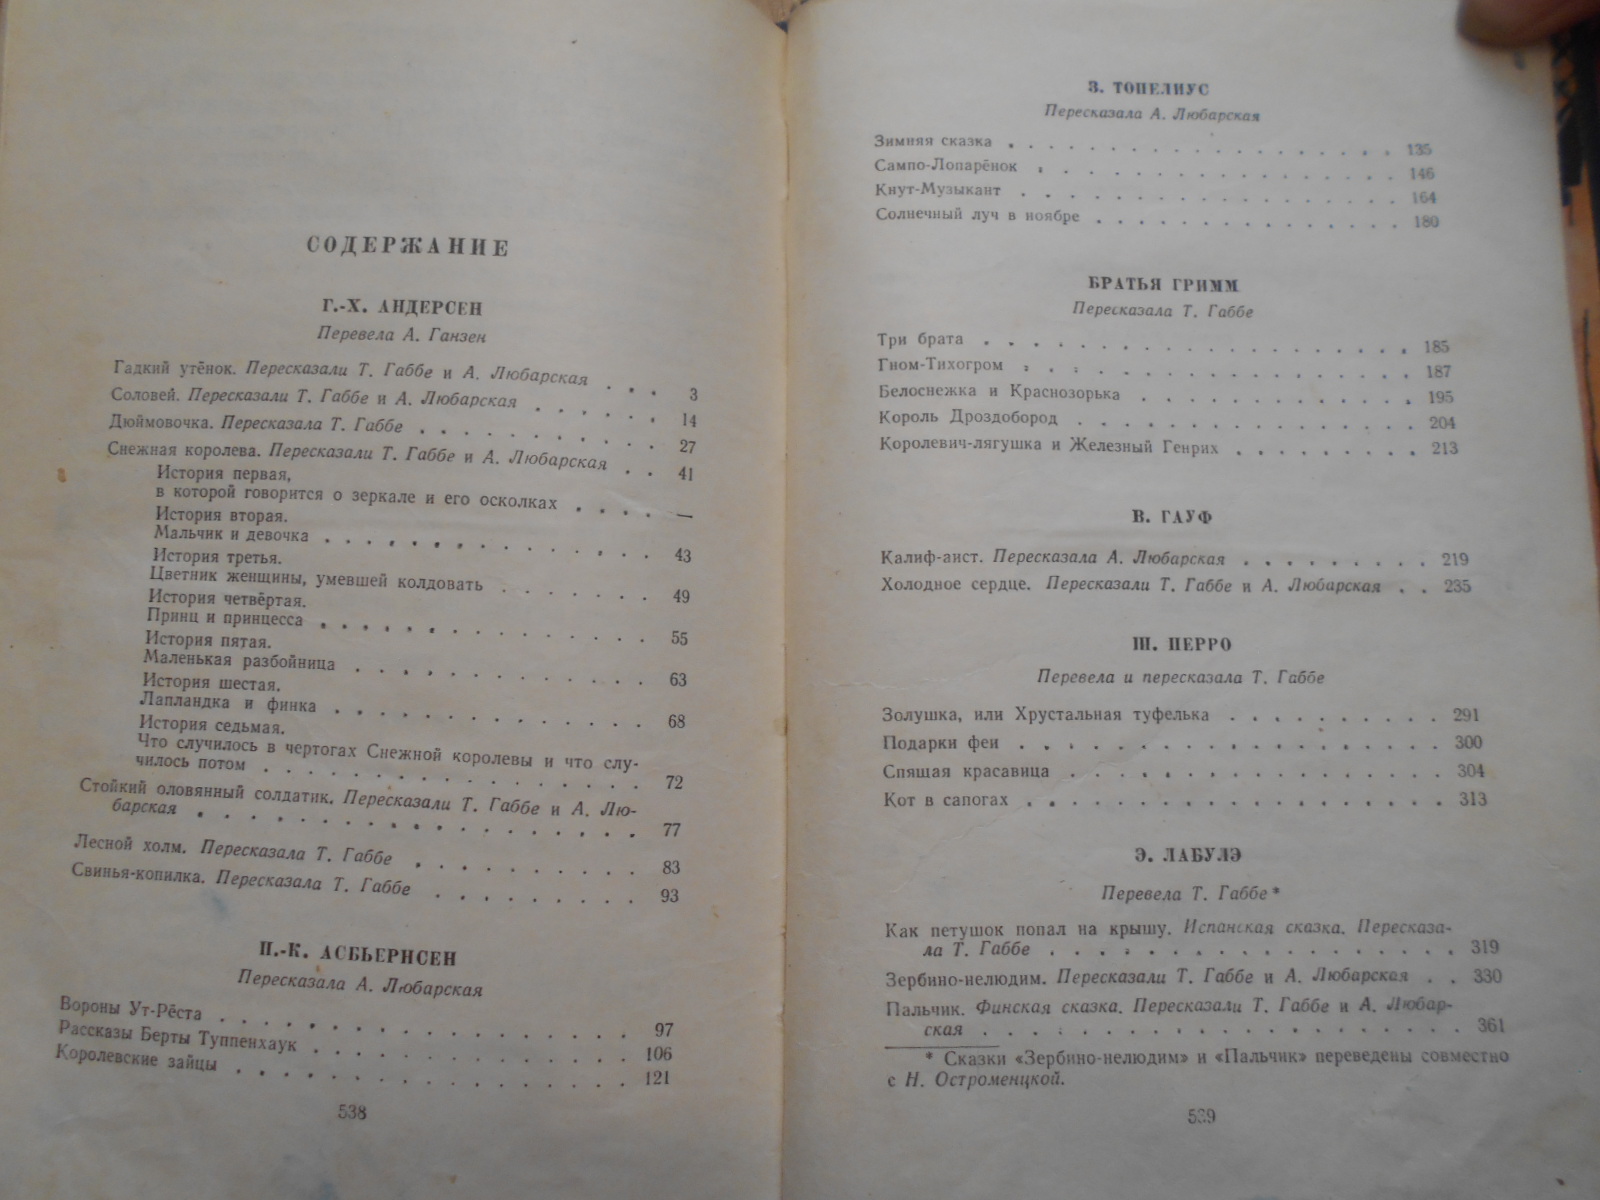 СОДЕРЖАНИЕ
Г.-Х. АНДЕРСЕН
Перевела А. Ганзен
Гадкий утёнок. Пересказали Т. Габбе и А. Любарская . . . 3
Соловей. Пересказали Т. Габбе и А. Любарская . . . . . . 14
Дюймовочка. Пересказала Т. Габбе . . . . . . . . . . . 27
Снежная королева. Пересказали Т. Габбе и А. Любарская . . 41
История первая,
в которой говорится о зеркале и его осколках . . . . —
История вторая.
Мальчик и девочка . . . . . . . . . . . . . . . 43
История третья.
Цветник женщины, умевшей колдовать . . . . . . . 49
История четвёртая.
Принц и принцесса . . . . . . . . . . . . . . . 55
История пятая.
Маленькая разбойница . . . . . . . . . . . . . 63
История шестая.
Лапландка и финка . . . . . . . . . . . . . . 68
История седьмая.
Что случилось в чертогах Снежной королевы и что слу-
чилось потом . . . . . . . . . . . . . . . . . 72
Стойкий оловянный солдатик. Пересказали Т. Габбе и А. Лю-
барская . . . . . . . . . . . . . . . . . 77
Лесной холм. Пересказала Т. Габбе . . . . . . . . . . 83
Свинья-копилка. Пересказала Т. Габбе . . . . . . . . . 93
П.-К. АСБЬЕРНСЕН
Пересказала А. Любарская
Вороны Ут-Рёста . . . . . . . . . . . . . . . . . 97
Рассказы Берты Туппенхаук . . . . . . . . . . . . . 106
Королевские зайцы . . . . . . . . . . . . . . . . . 121
538
З. ТОПЕЛИУС
Пересказала А. Любарская
Зимняя сказка . . . . . . . . . . . . . . . . . 135
Сампо-Лопарёнок . . . . . . . . . . . . . . . . 146
Кнут-Музыкант . . . . . . . . . . . . . . . . . 164
Солнечный луч в ноябре . . . . . . . . . . . . . 180
БРАТЬЯ ГРИММ
Пересказала Т. Габбе
Три брата . . . . . . . . . . . . . . . . . . 185
Гном-Тихогром . . . . . . . . . . . . . . . . . 187
Белоснежка и Краснозорька . . . . . . . . . . . . 195
Король Дроздобород . . . . . . . . . . . . . . . 204
Королевич-лягушка и Железный Генрих . . . . . . . . 213
В. ГАУФ
Калиф-аист. Пересказала А. Любарская . . . . . . . . 219
Холодное сердце. Пересказали Т. Габбе и А. Любарская . . 235
Ш. ПЕРРО
Перевела и пересказала Т. Габбе
Золушка, или Хрустальная туфелька . . . . . . . . . 291
Подарки феи . . . . . . . . . . . . . . . . . 300
Спящая красавица . . . . . . . . . . . . . . . 304
Кот в сапогах . . . . . . . . . . . . . . . . . 313
Э. ЛАБУЛЭ
Перевела Т. Габбе*
Как петушок попал на крышу. Испанская сказка. Пересказа-
ла Т. Габбе . . . . . . . . . . . . . . . . . 319
Зербино-нелюдим. Пересказали Т. Габбе и А. Любарская . . 330
Пальчик. Финская сказка. Пересказали Т. Габбе и А. Любар-
ская . . . . . . . . . . . . . . . . . . . 361
* Сказки «Зербино-нелюдим» и «Пальчик» переведены совместно
с Н. Остроменцкой.
539